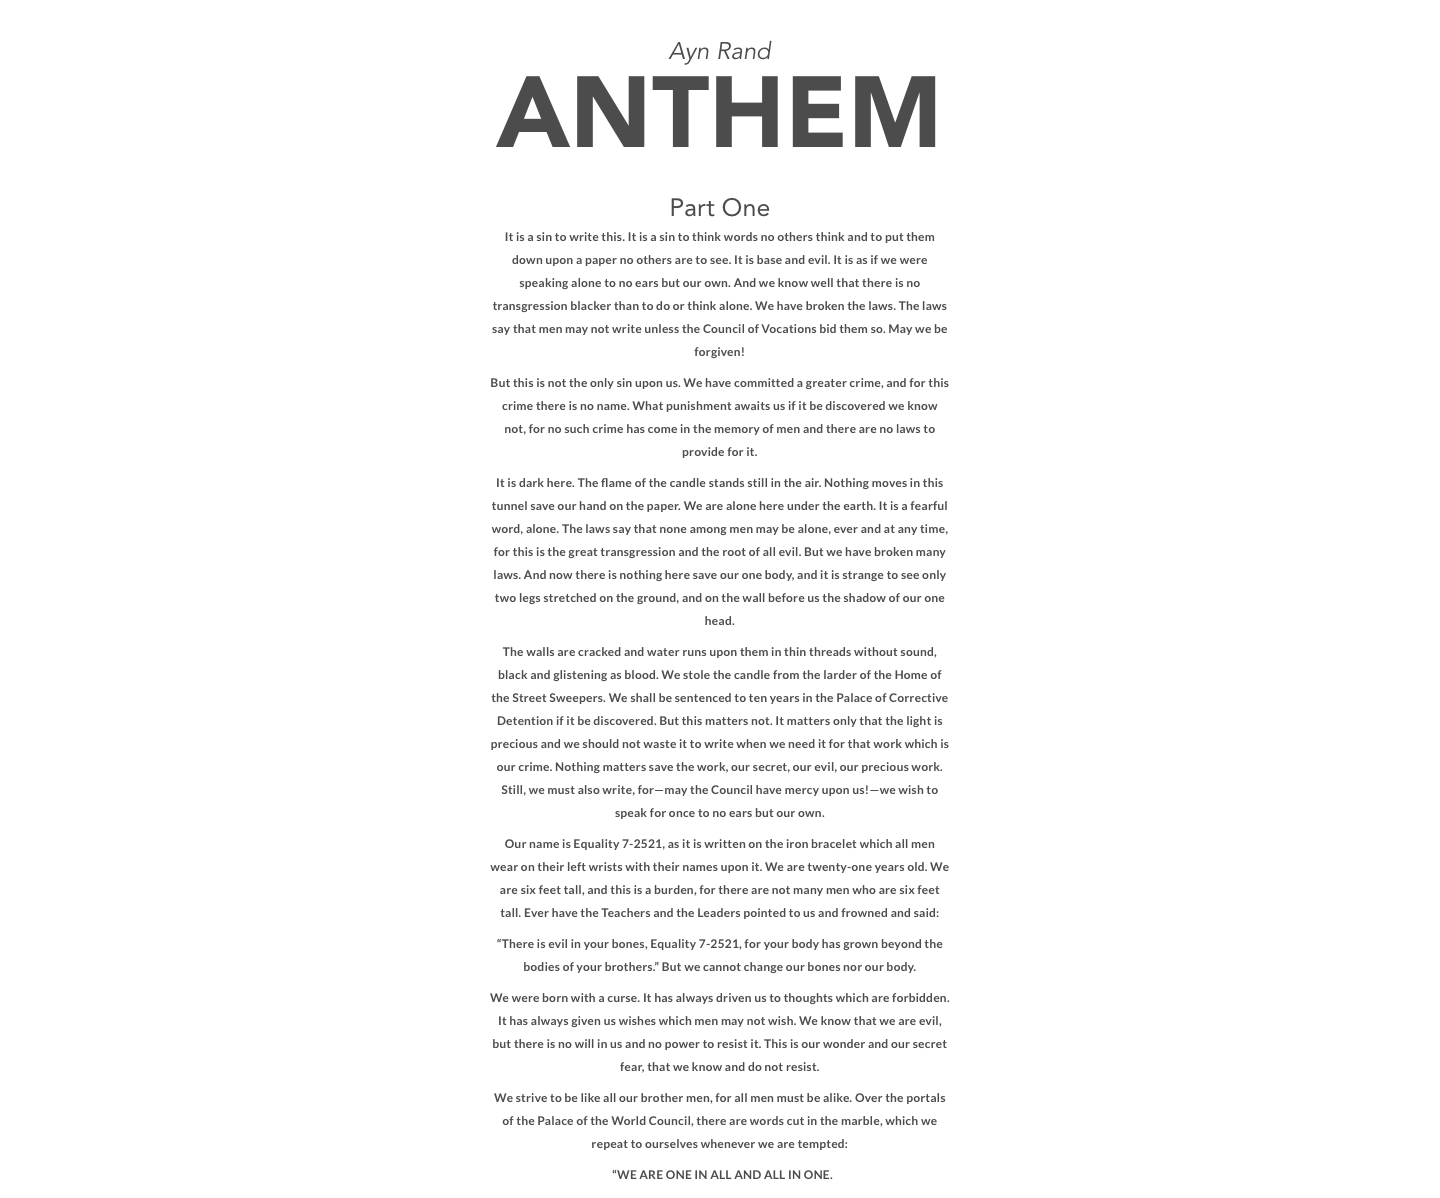 Ayn Rand
ANTHEM
Part One
It is a sin to write this. It is a sin to think words no others think and to put them
down upon a paper no others are to see. It is base and evil. It is as if we were
speaking alone to no ears but our own. And we know well that there is no
transgression blacker than to do or think alone. We have broken the laws. The laws
say that men may not write unless the Council of Vocations bid them so. May we be
forgiven!
But this is not the only sin upon us. We have committed a greater crime, and for this
crime there is no name. What punishment awaits us if it be discovered we know
not, for no such crime has come in the memory of men and there are no laws to
provide for it.
It is dark here. The flame of the candle stands still in the air. Nothing moves in this
tunnel save our hand on the paper. We are alone here under the earth. It is a fearful
word, alone. The laws say that none among men may be alone, ever and at any time,
for this is the great transgression and the root of all evil. But we have broken many
laws. And now there is nothing here save our one body, and it is strange to see only
two legs stretched on the ground, and on the wall before us the shadow of our one
head.
The walls are cracked and water runs upon them in thin threads without sound,
black and glistening as blood. We stole the candle from the larder of the Home of
the Street Sweepers. We shall be sentenced to ten years in the Palace of Corrective
Detention if it be discovered. But this matters not. It matters only that the light is
precious and we should not waste it to write when we need it for that work which is
our crime. Nothing matters save the work, our secret, our evil, our precious work.
Still, we must also write, for—may the Council have mercy upon us!—we wish to
speak for once to no ears but our own.
Our name is Equality 7-2521, as it is written on the iron bracelet which all men
wear on their left wrists with their names upon it. We are twenty-one years old. We
are six feet tall, and this is a burden, for there are not many men who are six feet
tall. Ever have the Teachers and the Leaders pointed to us and frowned and said:
“There is evil in your bones, Equality 7-2521, for your body has grown beyond the
bodies of your brothers.” But we cannot change our bones nor our body.
We were born with a curse. It has always driven us to thoughts which are forbidden.
It has always given us wishes which men may not wish. We know that we are evil,
but there is no will in us and no power to resist it. This is our wonder and our secret
fear, that we know and do not resist.
We strive to be like all our brother men, for all men must be alike. Over the portals
of the Palace of the World Council, there are words cut in the marble, which we
repeat to ourselves whenever we are tempted:
“WE ARE ONE IN ALL AND ALL IN ONE.